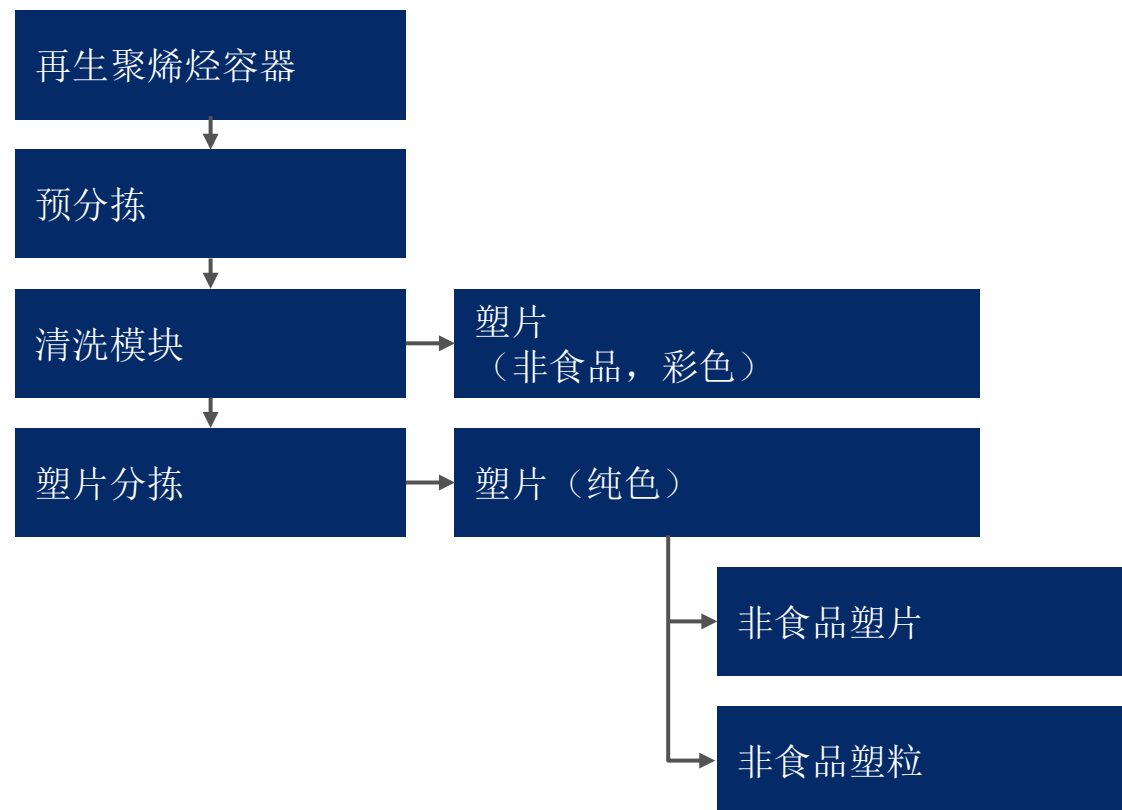 再生聚烯烃容器
预分拣
清洗模块
塑片
（非食品，彩色）
塑片分拣
塑片（纯色）
非食品塑片
非食品塑粒